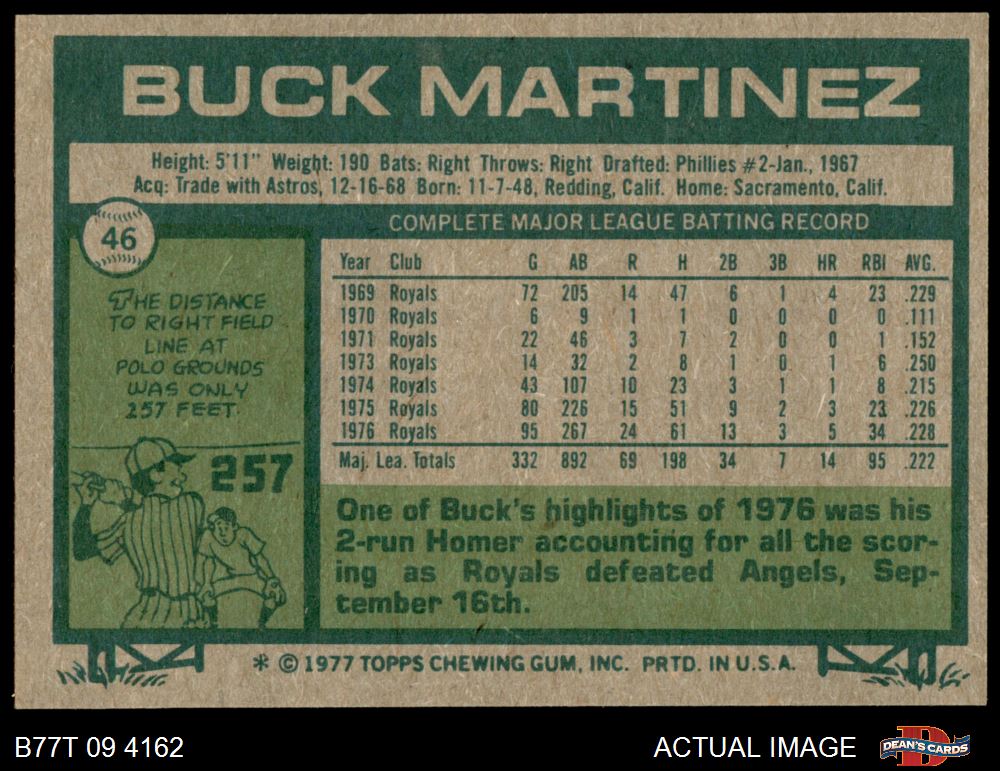 BUCK MARTINEZ
Height: 5'11" Weight: 190 Bats: Right Throws: Right Drafted: Phillies #2-Jan., 1967
Acq: Trade with Astros, 12-16-68 Born: 11-7-48, Redding, Calif. Home: Sacramento, Calif.
46
THE DISTANCE
TO RIGHT FIELD
LINE AT
POLO GROUNDS
WAS ONLY
257 FEET.
257
COMPLETE MAJOR LEAGUE BATTING RECORD
Year Club G AB R H 2B 3B HR RBI AVG.
1969 Royals 72 205 14 47 6 1 4 23 .229
1970 Royals 6 9 1 1 0 0 0 0 .111
1971 Royals 22 46 3 7 2 0 0 1 .152
1973 Royals 14 32 2 8 1 0 1 6 .250
1974 Royals 43 107 10 23 3 1 1 8 .215
1975 Royals 80 226 15 51 9 2 3 23 .226
1976 Royals 95 267 24 61 13 3 5 34 .228
Maj. Lea. Totals 332 892 69 198 34 7 14 95 .222
One of Buck's highlights of 1976 was his
2-run Homer accounting for all the scor-
ing as Royals defeated Angels, Sep-
tember 16th.
* © 1977 TOPPS CHEWING GUM, INC. PRTD. IN U.S.A.
B77T 09 4162
ACTUAL IMAGE
DEAN'S CARDS